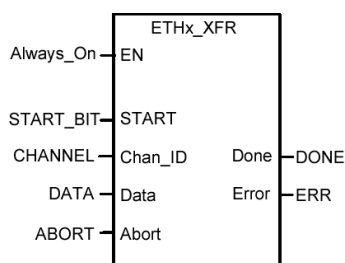 ETHx_XFR
Always_On EN
START_BIT START
CHANNEL Chan_ID Done DONE
DATA Data Error ERR
ABORT Abort